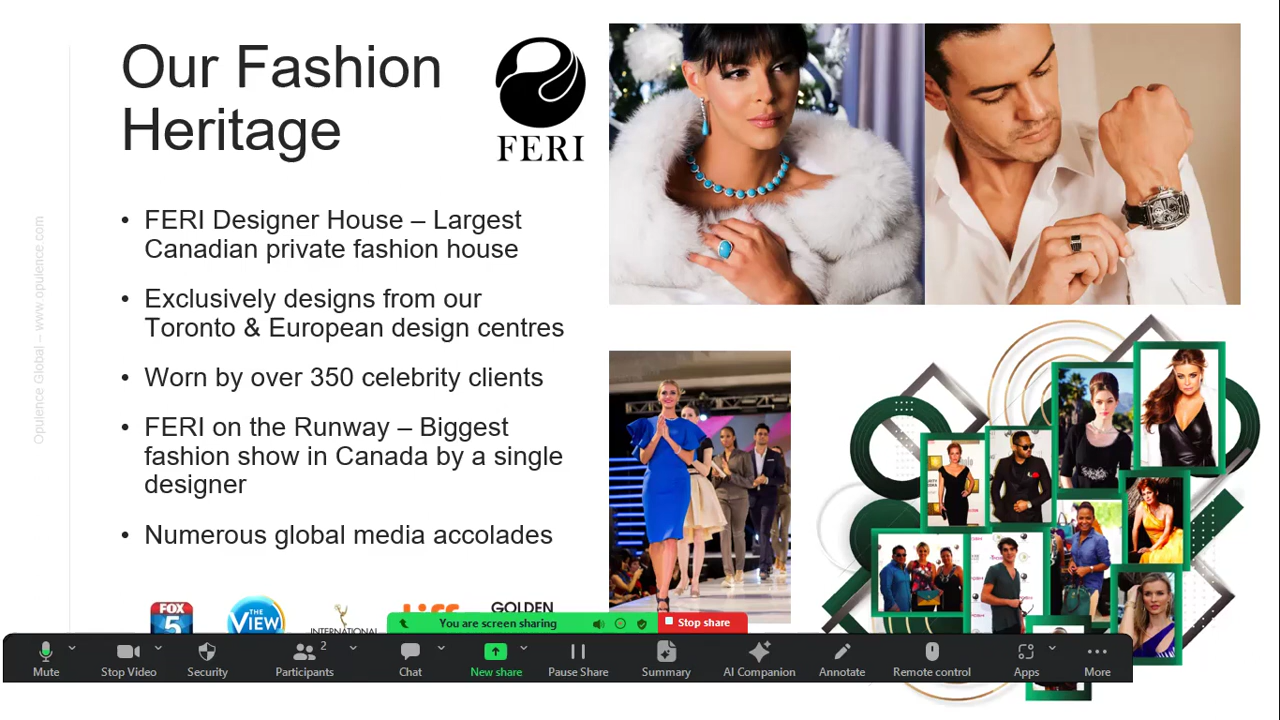 Our Fashion
Heritage
FERI
• FERI Designer House – Largest
Canadian private fashion house
• Exclusively designs from our
Toronto & European design centres
• Worn by over 350 celebrity clients
• FERI on the Runway – Biggest
fashion show in Canada by a single
designer
• Numerous global media accolades
Opulence Global – www.opulence.com
FOX
5
THE
VIEW
INTERNATIONAL
tiff
GOLDEN
You are screen sharing
Stop share
Mute
Stop Video
Security
Participants
2
Chat
New share
Pause Share
Summary
AI Companion
Annotate
Remote control
Apps
More